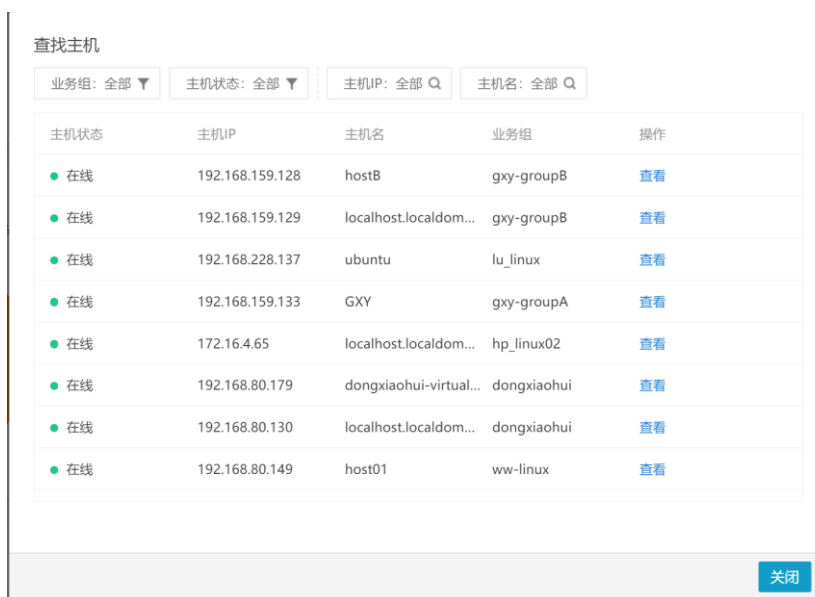 查找主机
业务组: 全部 主机状态: 全部 主机IP: 全部 主机名: 全部
主机状态 主机IP 主机名 业务组 操作
在线 192.168.159.128 hostB gxy-groupB 查看
在线 192.168.159.129 localhost.localdom... gxy-groupB 查看
在线 192.168.228.137 ubuntu lu_linux 查看
在线 192.168.159.133 GXY gxy-groupA 查看
在线 172.16.4.65 localhost.localdom... hp_linux02 查看
在线 192.168.80.179 dongxiaohui-virtual... dongxiaohui 查看
在线 192.168.80.130 localhost.localdom... dongxiaohui 查看
在线 192.168.80.149 host01 ww-linux 查看
关闭